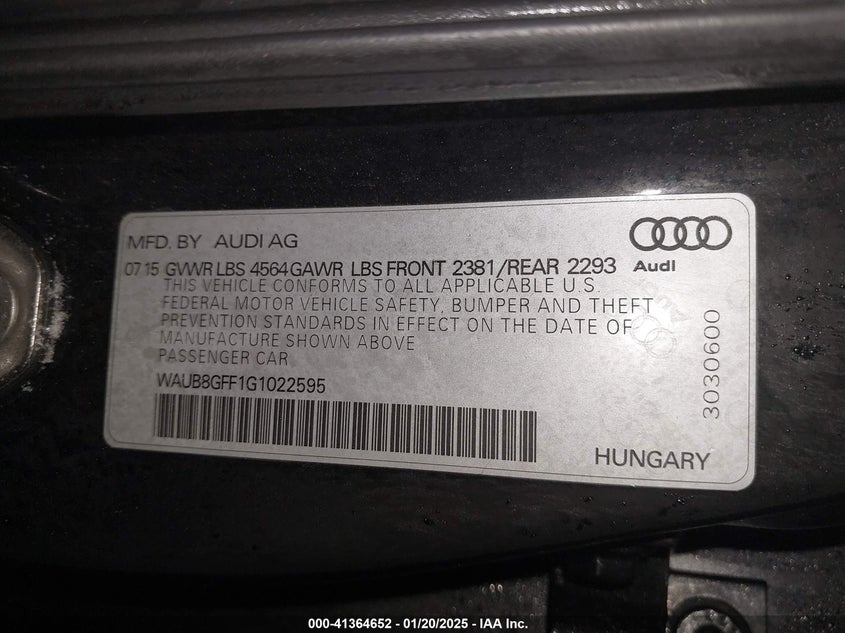 MFD. BY AUDI AG
07 15 GVWR LBS 4564 GAWR LBS FRONT 2381/REAR 2293
Audi
THIS VEHICLE CONFORMS TO ALL APPLICABLE U.S.
FEDERAL MOTOR VEHICLE SAFETY, BUMPER AND THEFT
PREVENTION STANDARDS IN EFFECT ON THE DATE OF
MANUFACTURE SHOWN ABOVE
PASSENGER CAR
WAUB8GFF1G1022595
3030600
HUNGARY
000-41364652 - 01/20/2025 - IAA Inc.